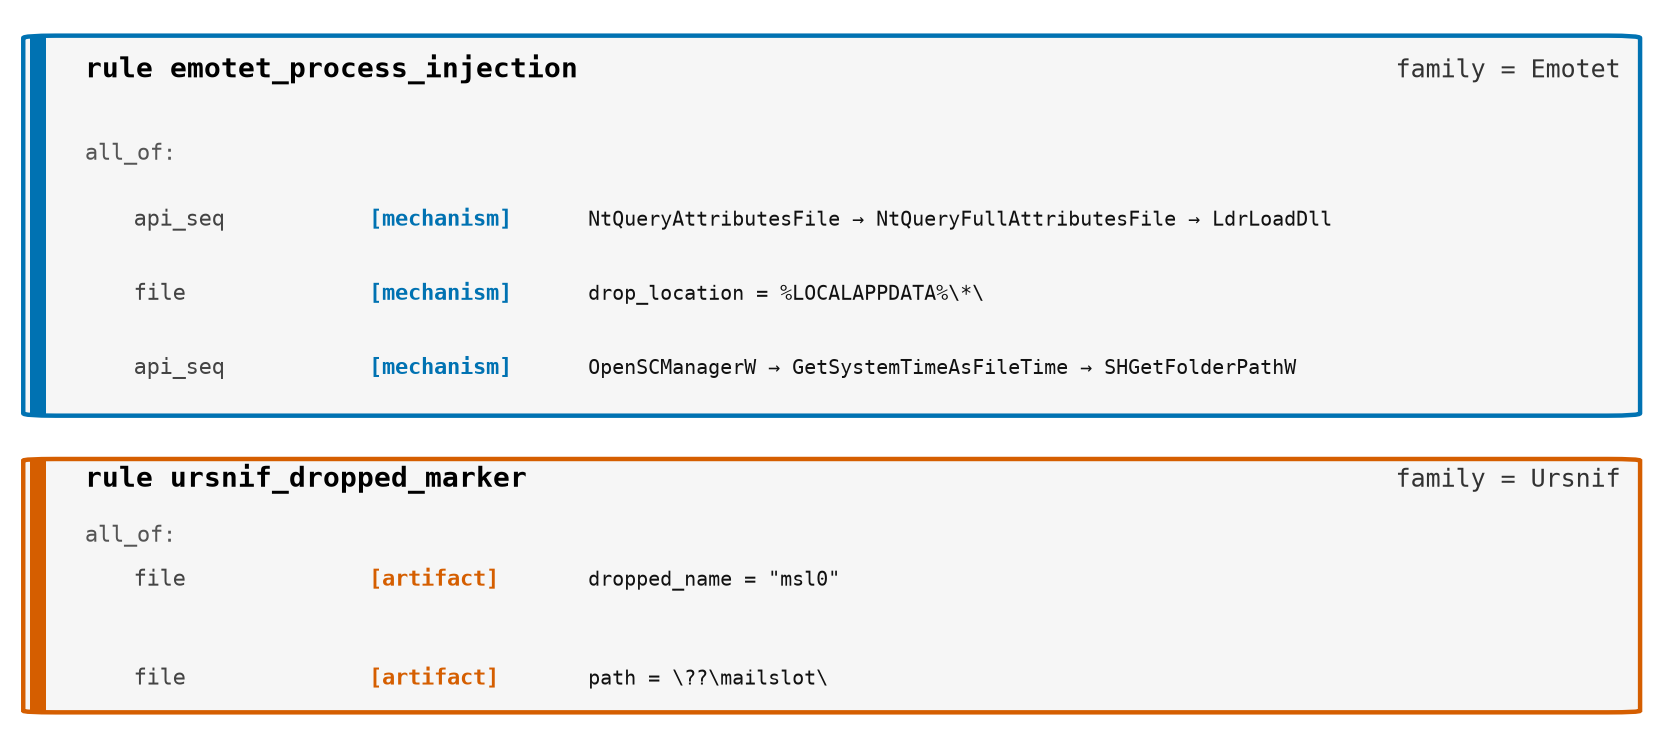 rule emotet_process_injection family = Emotet
all_of:
api_seq [mechanism] NtQueryAttributesFile → NtQueryFullAttributesFile → LdrLoadDll
file [mechanism] drop_location = %LOCALAPPDATA%\*\
api_seq [mechanism] OpenSCManagerW → GetSystemTimeAsFileTime → SHGetFolderPathW
rule ursnif_dropped_marker family = Ursnif
all_of:
file [artifact] dropped_name = "msl0"
file [artifact] path = \??\mailslot\